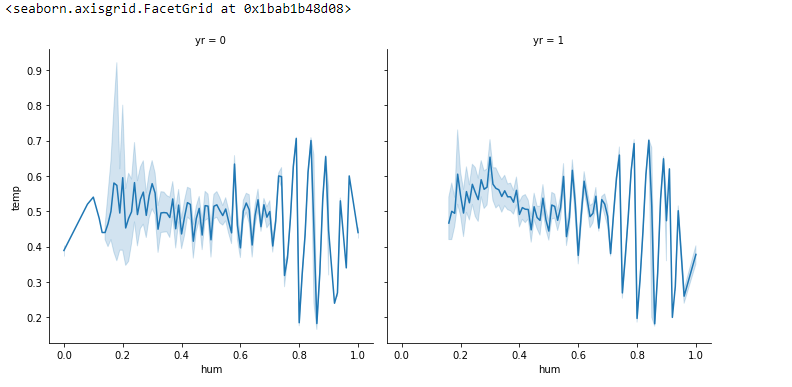 <seaborn.axisgrid.FacetGrid at 0x1bab1b48d08>
yr = 0
yr = 1
0.9
0.8
0.7
0.6
0.5
0.4
0.3
0.2
temp
0.0 0.2 0.4 0.6 0.8 1.0
hum
0.0 0.2 0.4 0.6 0.8 1.0
hum